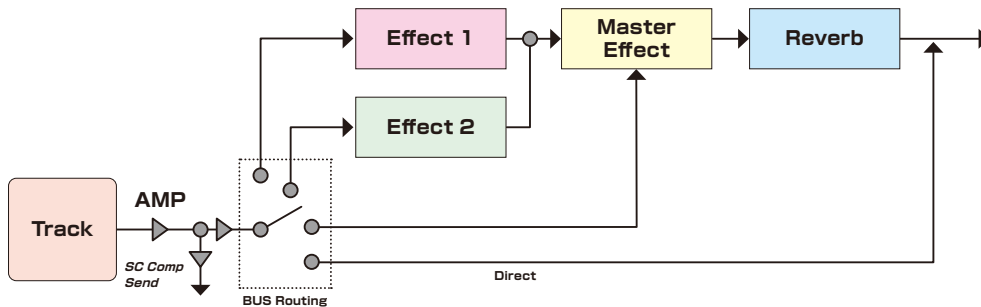 Effect 1
Master
Effect
Reverb
Effect 2
AMP
Track
SC Comp
Send
Direct
BUS Routing